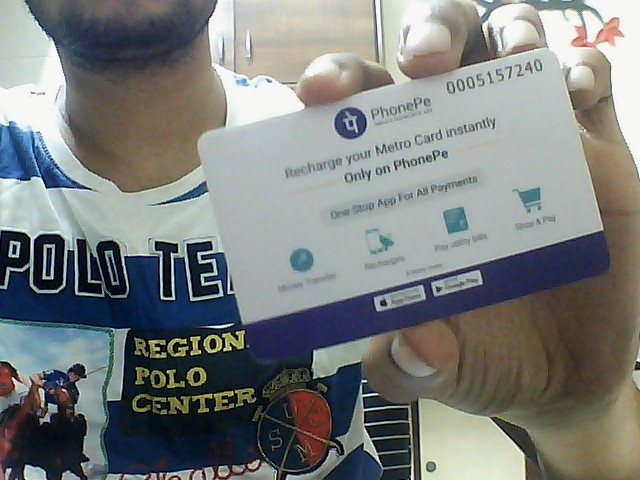 0005157240
PhonePe
Recharge your Metro Card instantly
Only on PhonePe
One Stop App For All Payments
Money Transfer
Recharges
Pay utility bills
Shop & Pay
App Store
Google Play
POLO TE
REGION
POLO
CENTER
U S
S M